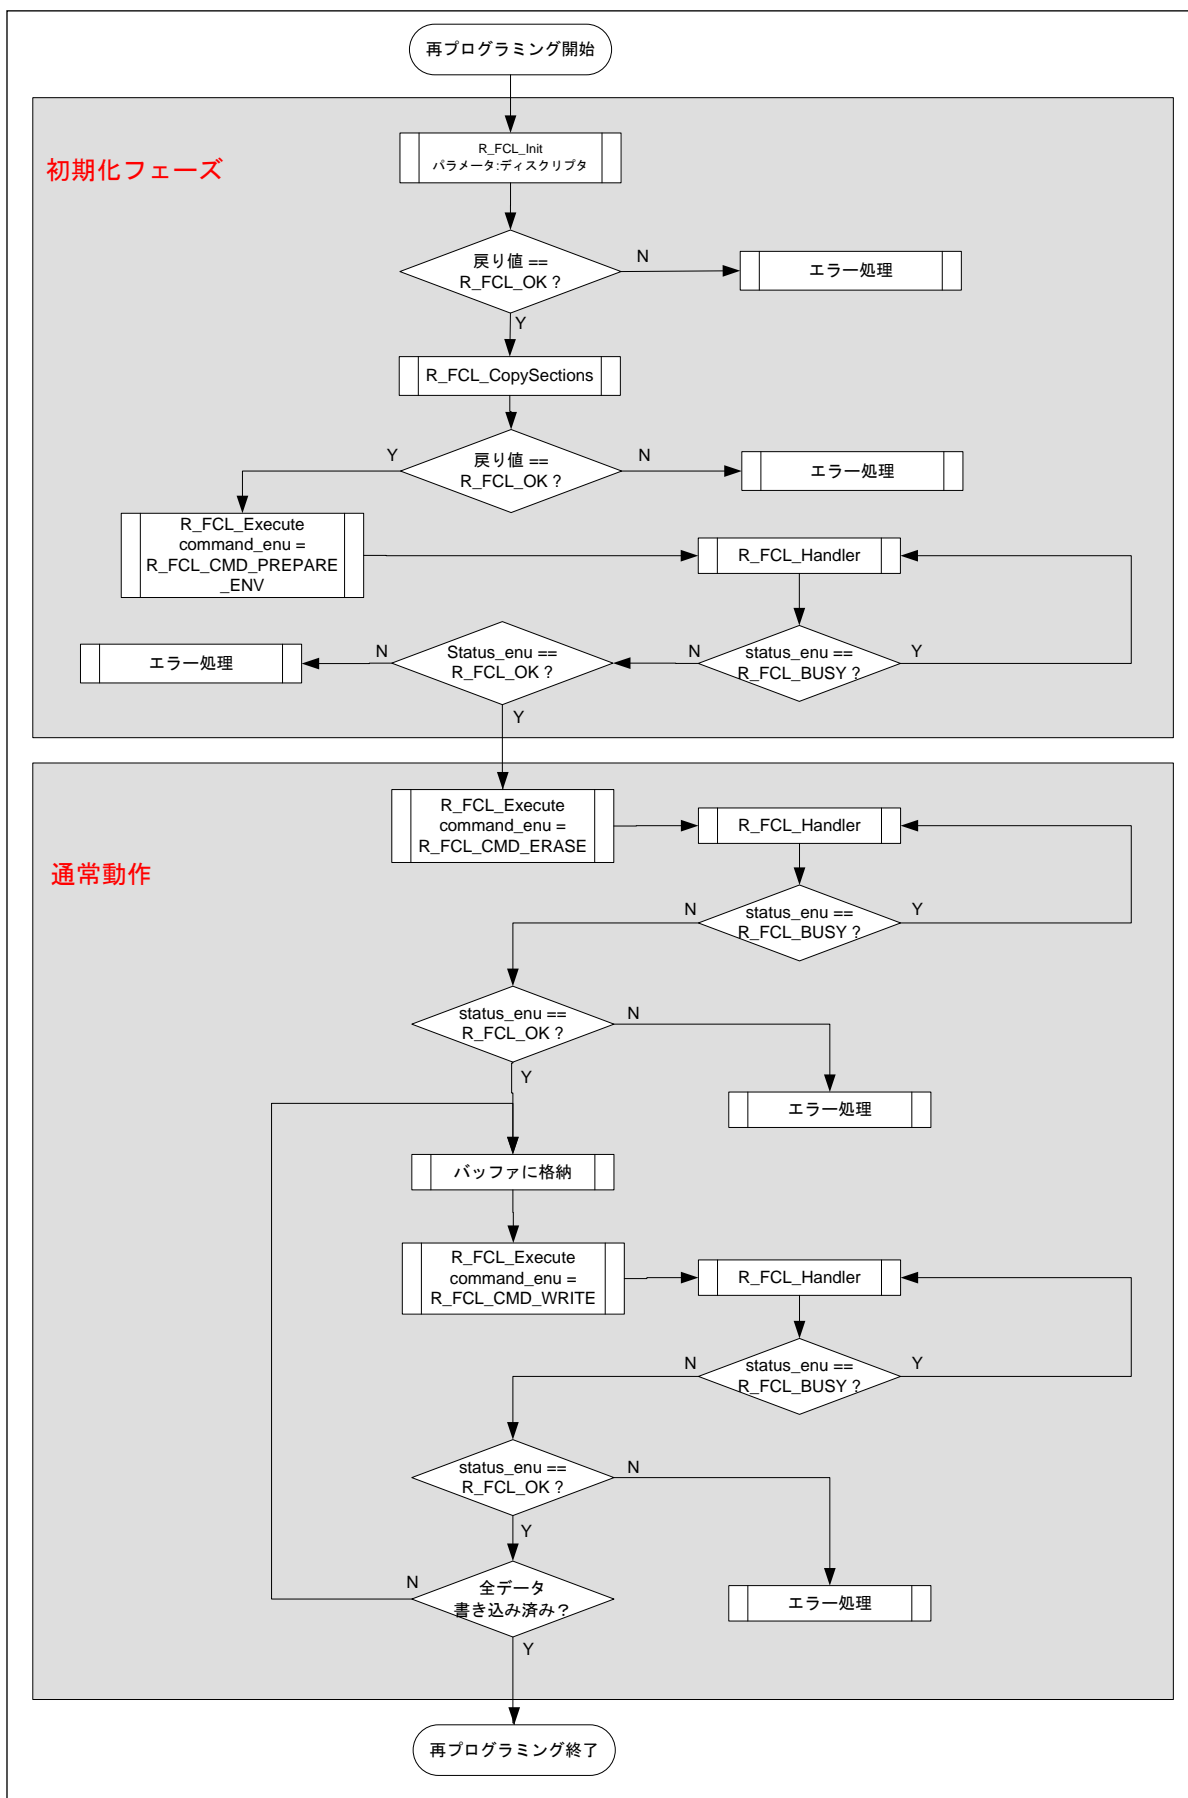 再プログラミング開始
初期化フェーズ
R_FCL_Init
パラメータ:ディスクリプタ
戻り値 ==
R_FCL_OK ?
N
エラー処理
Y
R_FCL_CopySections
戻り値 ==
R_FCL_OK ?
Y
N
エラー処理
R_FCL_Execute
command_enu =
R_FCL_CMD_PREPARE
_ENV
R_FCL_Handler
エラー処理
N
Status_enu ==
R_FCL_OK ?
N
status_enu ==
R_FCL_BUSY ?
Y
Y
通常動作
R_FCL_Execute
command_enu =
R_FCL_CMD_ERASE
R_FCL_Handler
N
status_enu ==
R_FCL_BUSY ?
Y
status_enu ==
R_FCL_OK ?
N
Y
エラー処理
バッファに格納
R_FCL_Execute
command_enu =
R_FCL_CMD_WRITE
R_FCL_Handler
N
status_enu ==
R_FCL_BUSY ?
Y
status_enu ==
R_FCL_OK ?
N
Y
N
全データ
書き込み済み?
エラー処理
Y
再プログラミング終了